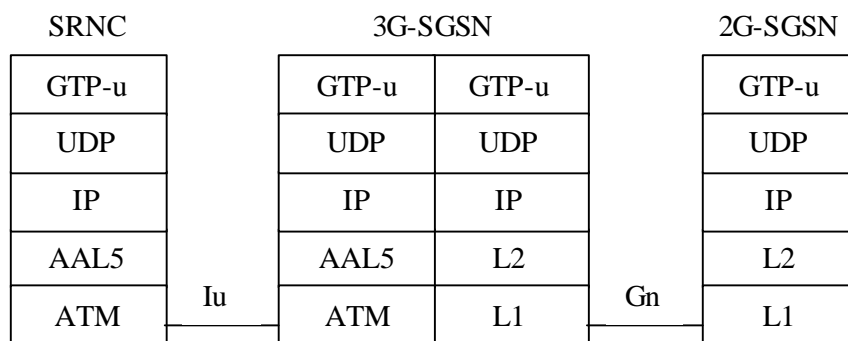 SRNC 3G-SGSN 2G-SGSN
GTP-u GTP-u GTP-u GTP-u
UDP UDP UDP UDP
IP IP IP IP
AAL5 AAL5 L2 L2
Iu Gn
ATM ATM L1 L1